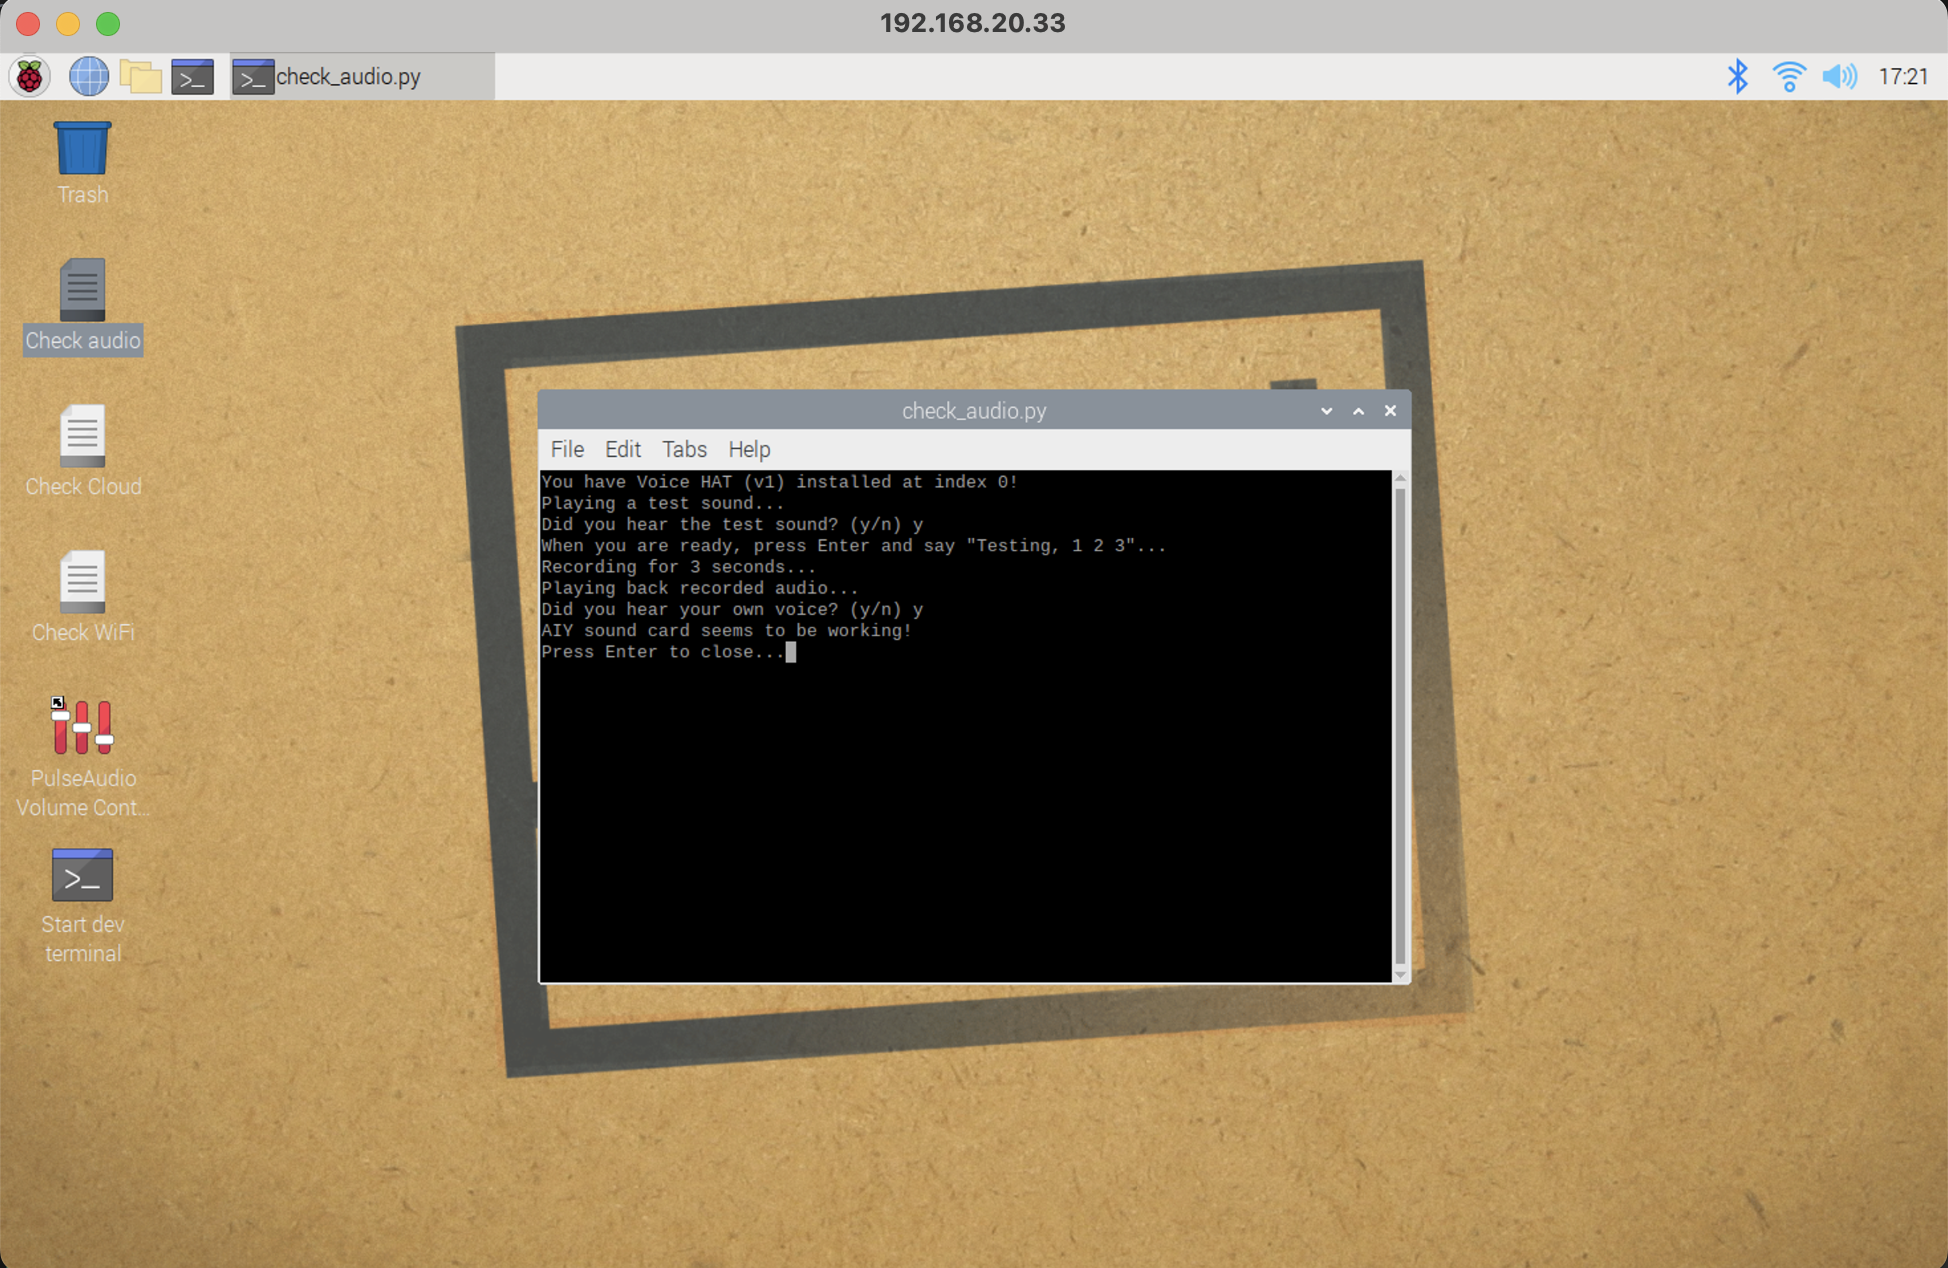 192.168.20.33
check_audio.py
17:21
Trash
Check audio
Check Cloud
Check WiFi
PulseAudio
Volume Cont...
Start dev
terminal
check_audio.py
File Edit Tabs Help
You have Voice HAT (v1) installed at index 0!
Playing a test sound...
Did you hear the test sound? (y/n) y
When you are ready, press Enter and say "Testing, 1 2 3"...
Recording for 3 seconds...
Playing back recorded audio...
Did you hear your own voice? (y/n) y
AIY sound card seems to be working!
Press Enter to close...